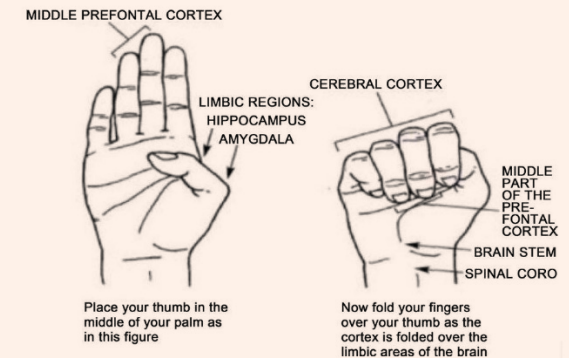 MIDDLE PREFONTAL CORTEX
LIMBIC REGIONS:
HIPPOCAMPUS
AMYGDALA
Place your thumb in the
middle of your palm as
in this figure
CEREBRAL CORTEX
MIDDLE
PART
OF THE
PRE-
FONTAL
CORTEX
BRAIN STEM
SPINAL CORO
Now fold your fingers
over your thumb as the
cortex is folded over the
limbic areas of the brain